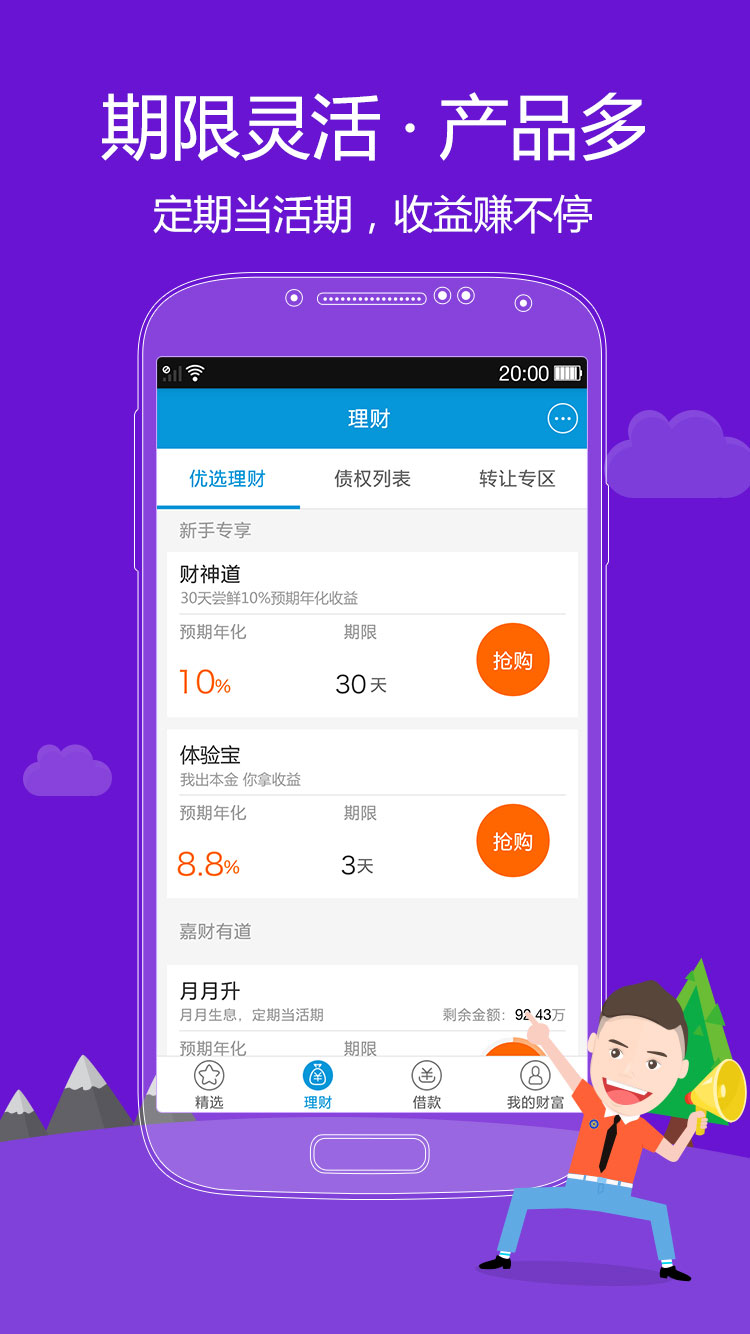 期限灵活·产品多
定期当活期，收益赚不停
20:00
理财
优选理财 债权列表 转让专区
新手专享
财神道
30天尝鲜10%预期年化收益
预期年化 期限
10% 30天
抢购
体验宝
我出本金 你拿收益
预期年化 期限
8.8% 3天
抢购
嘉财有道
月月升
月月生息，定期当活期 剩余金额：92.43万
预期年化 期限
精选 理财 借款 我的财富